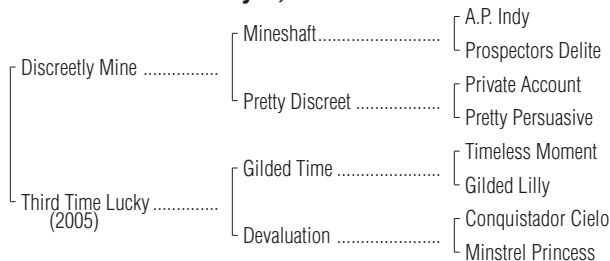 A.P. Indy
Mineshaft
Prospectors Delite
Discreetly Mine
Private Account
Pretty Discreet
Pretty Persuasive
Timeless Moment
Gilded Time
Gilded Lilly
Third Time Lucky
(2005)
Conquistador Cielo
Devaluation
Minstrel Princess